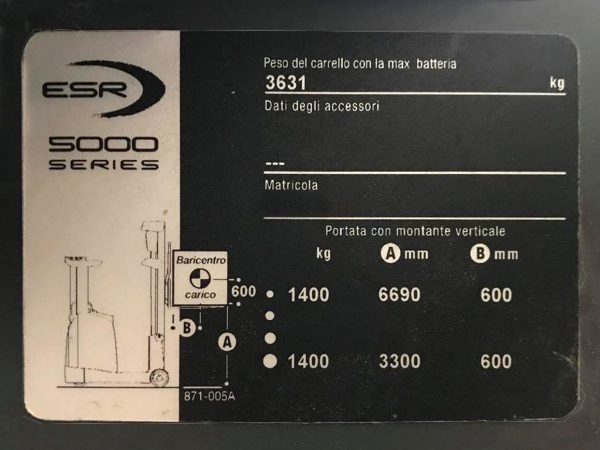 ESR
5000
SERIES
Peso del carrello con la max batteria
3631 kg
Dati degli accessori
---
Matricola
Portata con montante verticale
kg A mm B mm
1400 6690 600
1400 3300 600
Baricentro
carico
600
B
A
871-005A